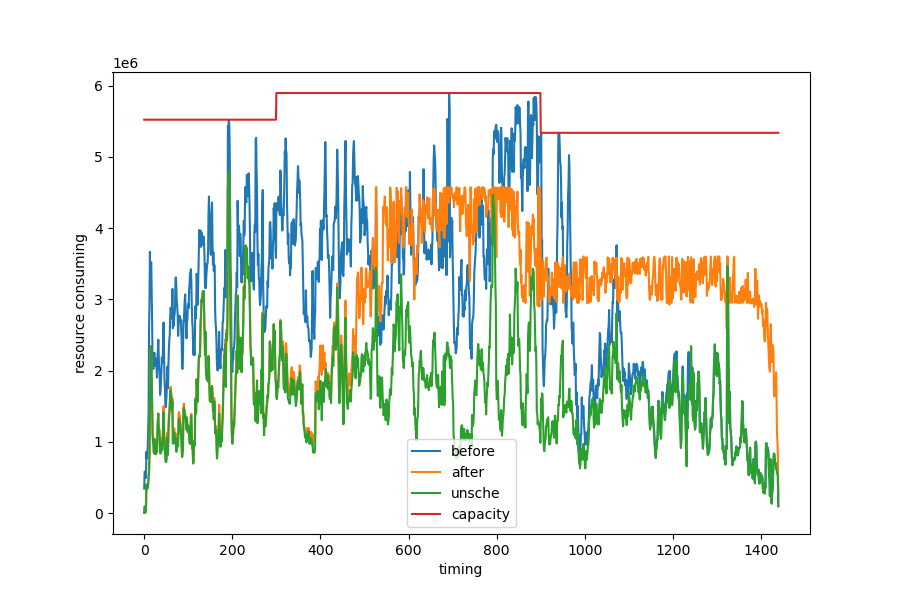 1e6
6
5
4
3
2
1
0
resource consuming
before
after
unsche
capacity
0 200 400 600 800 1000 1200 1400
timing